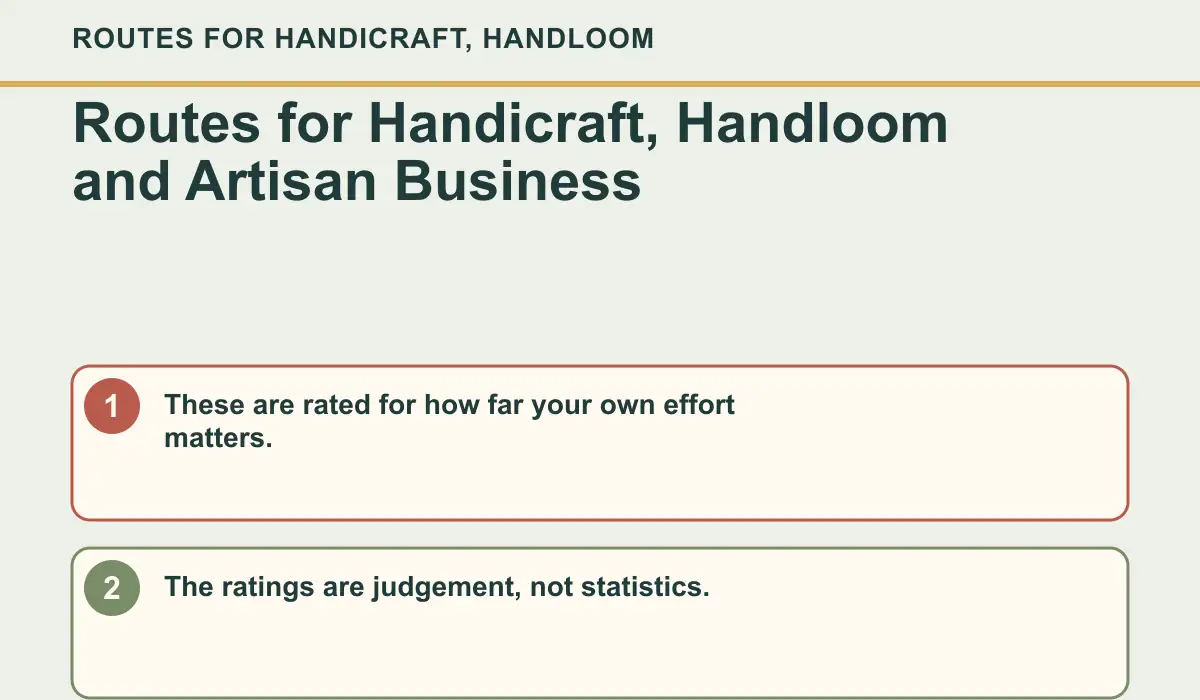 ROUTES FOR HANDICRAFT, HANDLOOM
Routes for Handicraft, Handloom
and Artisan Business
1
These are rated for how far your own effort
matters.
2
The ratings are judgement, not statistics.